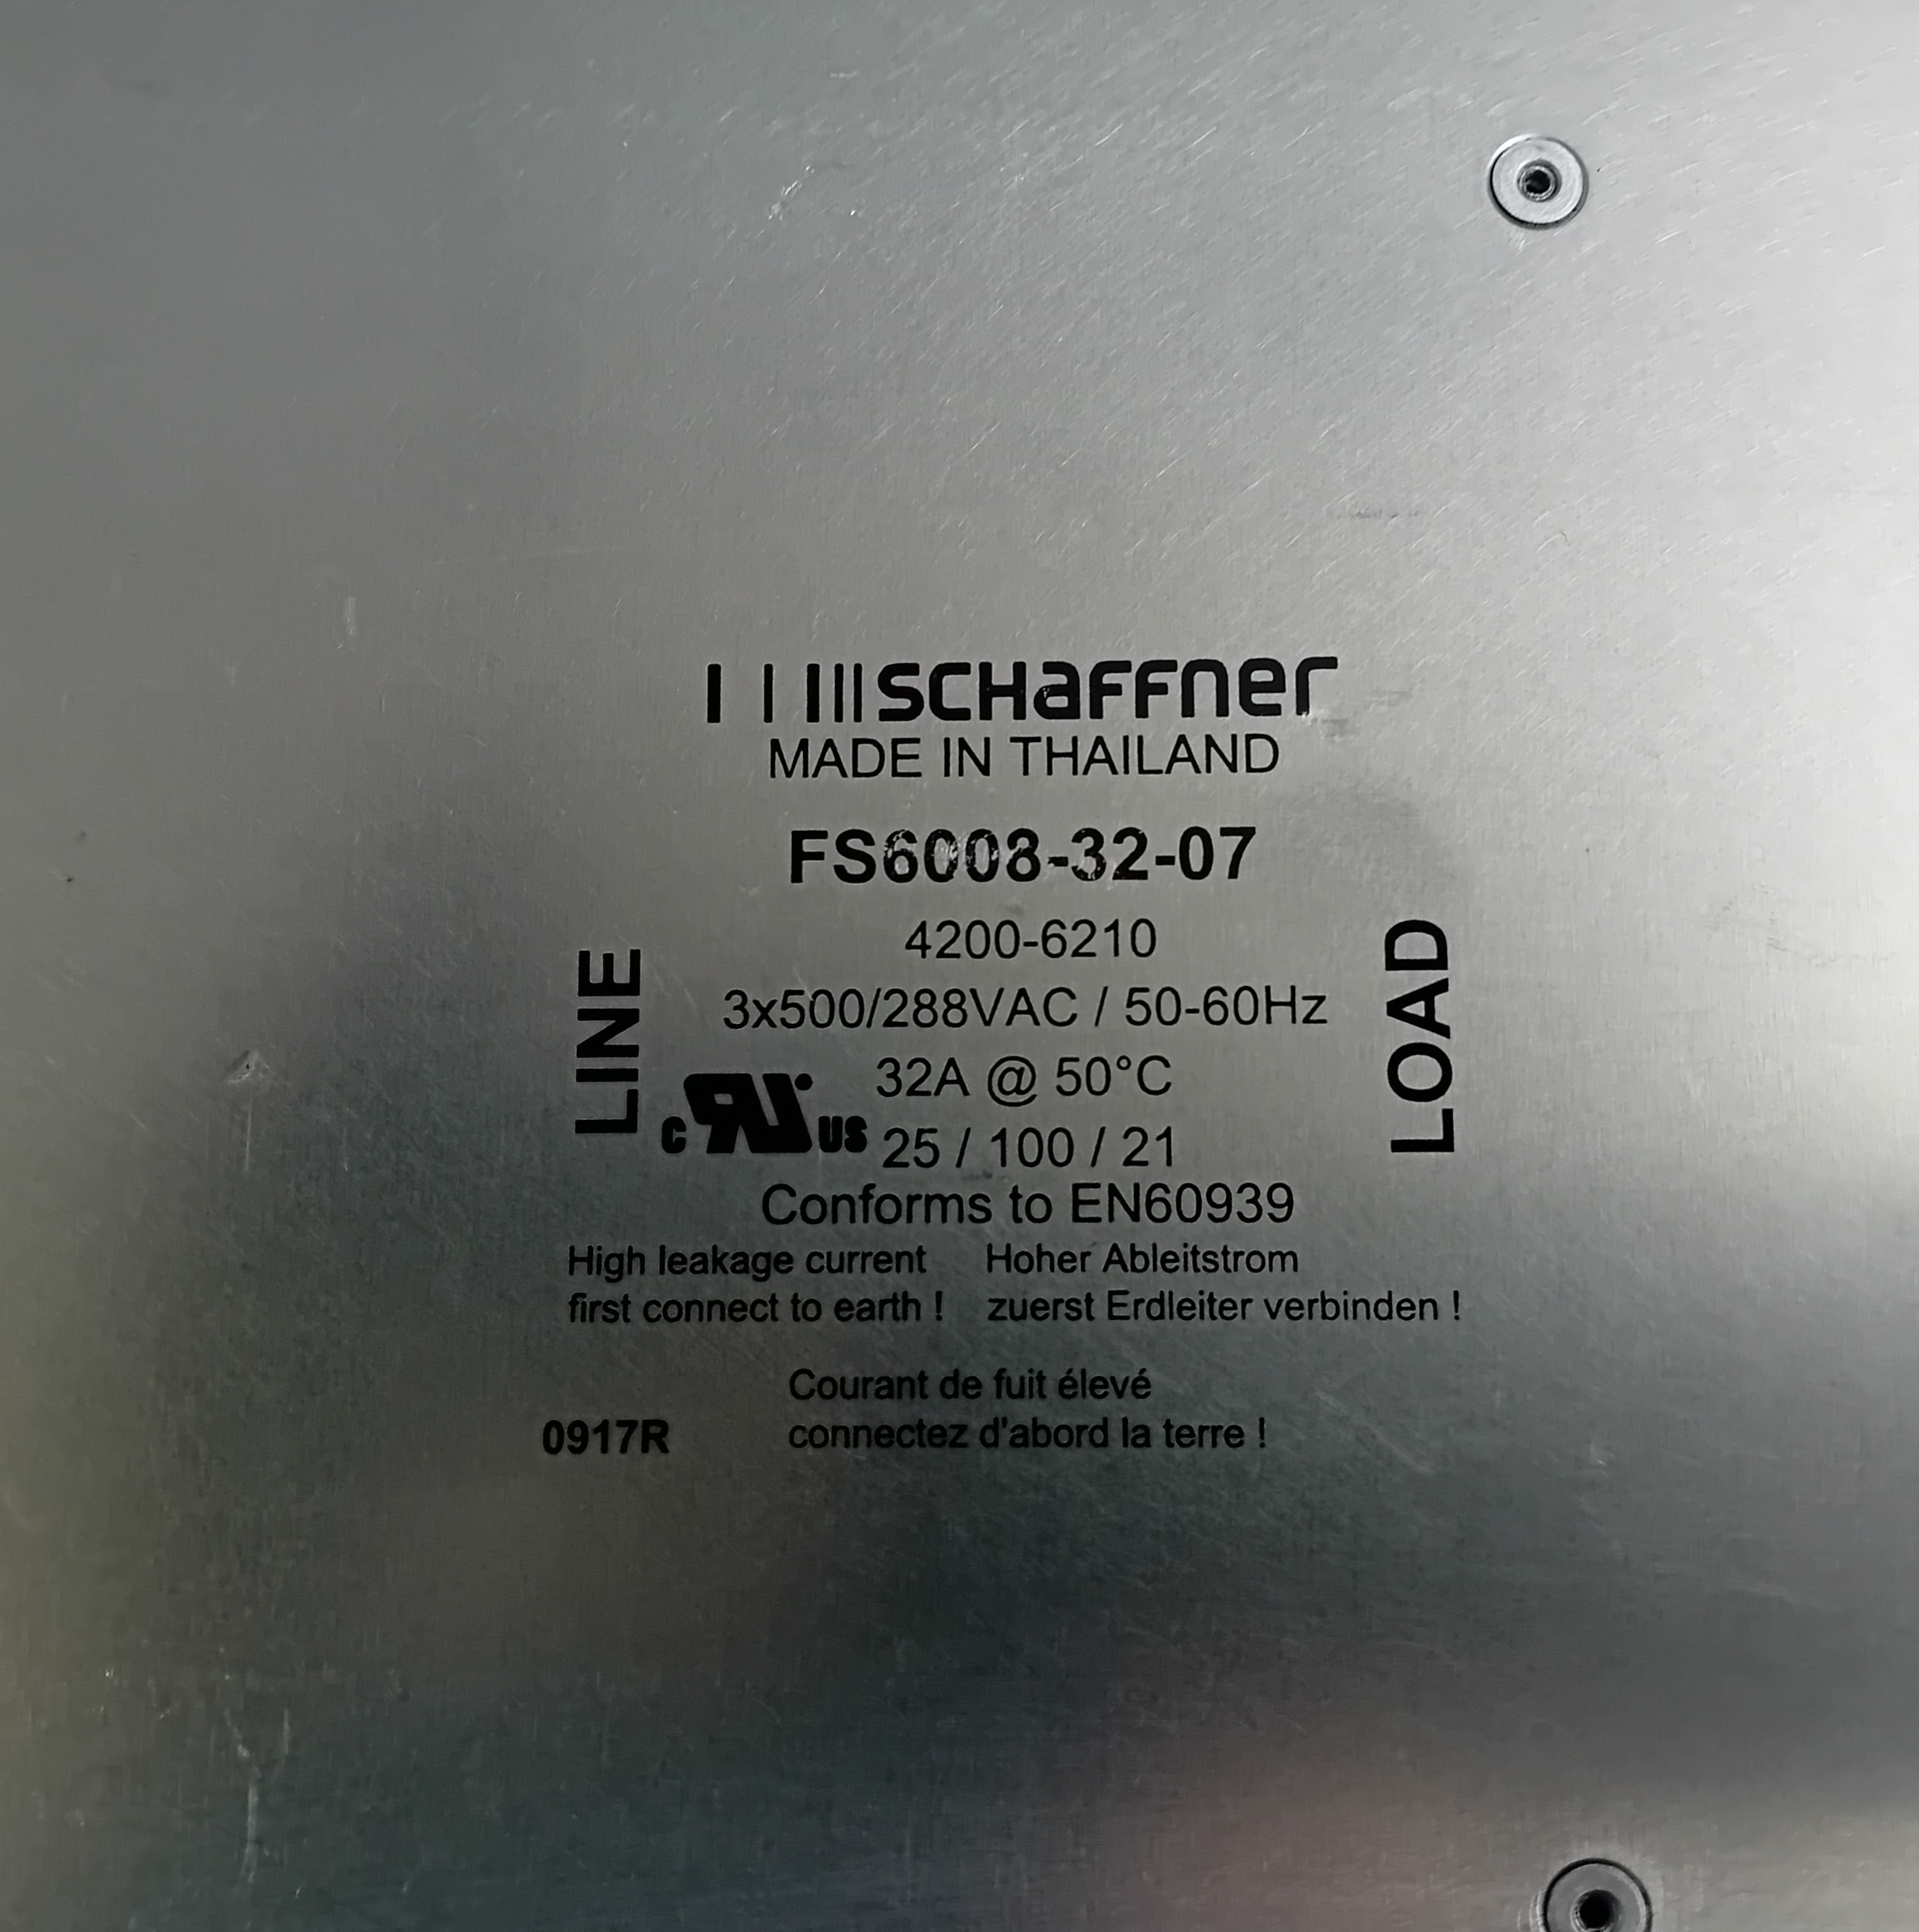 SCHaFFner
MADE IN THAILAND
FS6008-32-07
4200-6210
LINE
LOAD
3x500/288VAC / 50-60Hz
32A @ 50°C
c RU US
25 / 100 / 21
Conforms to EN60939
High leakage current
first connect to earth !
Hoher Ableitstrom
zuerst Erdleiter verbinden !
Courant de fuit élevé
connectez d'abord la terre !
0917R